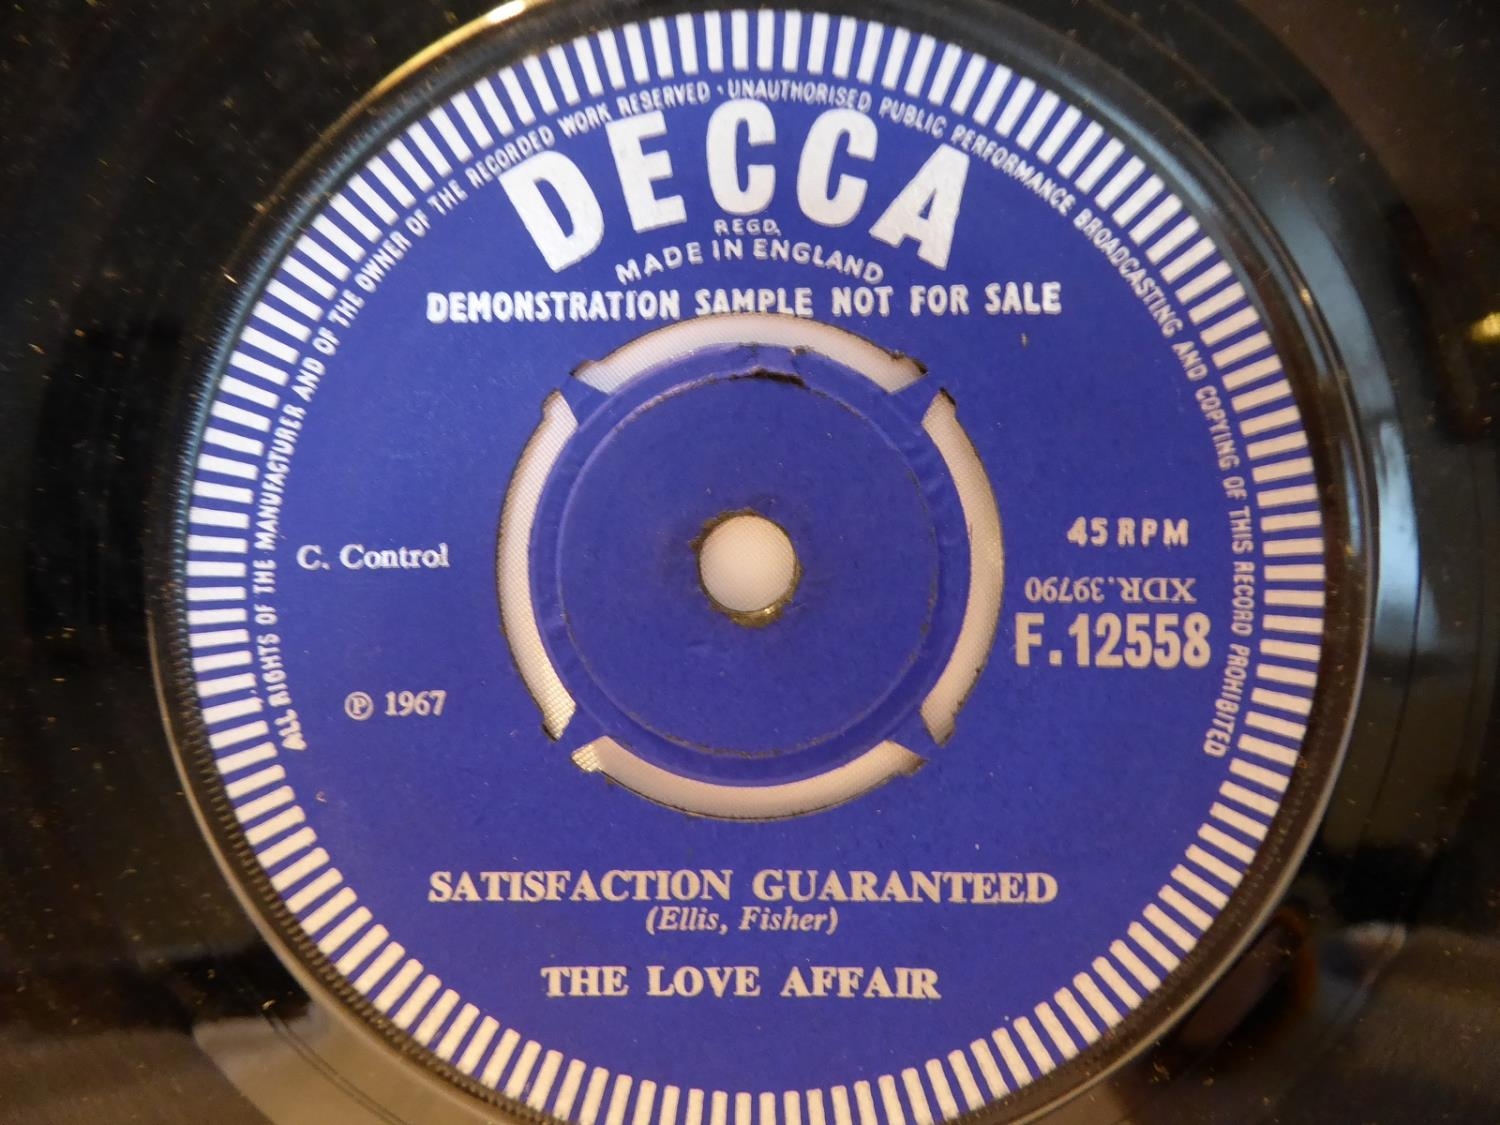 ALL RIGHTS OF THE MANUFACTURER AND OF THE OWNER OF THE RECORDED WORK RESERVED · UNAUTHORISED PUBLIC PERFORMANCE BROADCASTING AND COPYING OF THIS RECORD PROHIBITED
DECCA
REGD.
MADE IN ENGLAND
DEMONSTRATION SAMPLE NOT FOR SALE
C. Control
45 RPM
XDR.39790
F.12558
℗ 1967
SATISFACTION GUARANTEED
(Ellis, Fisher)
THE LOVE AFFAIR